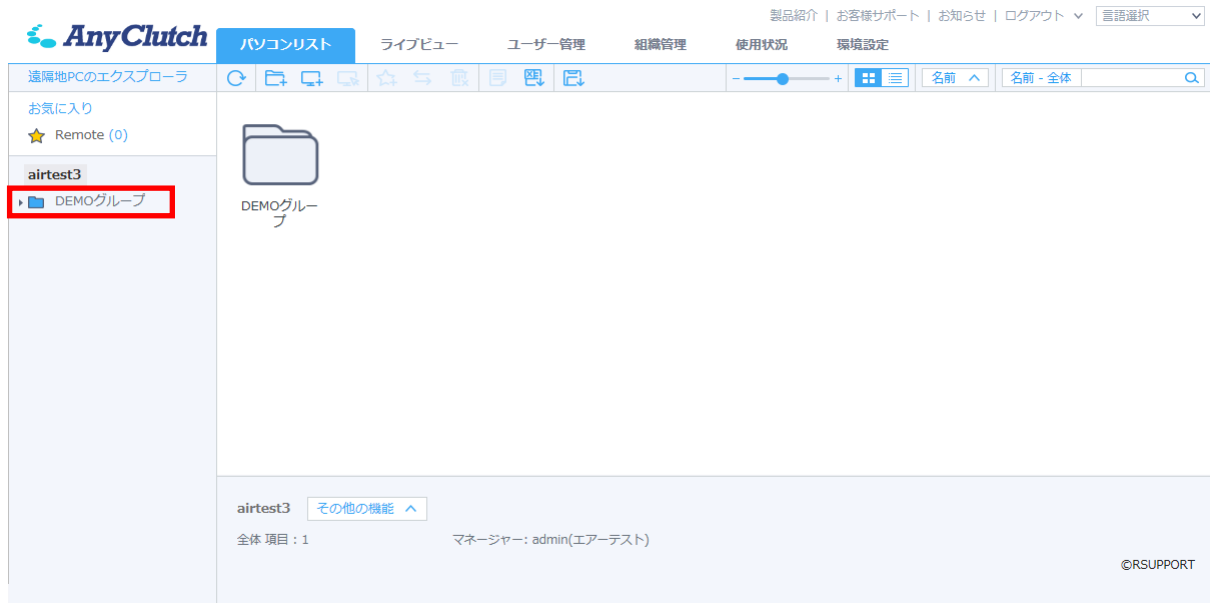 製品紹介 | お客様サポート | お知らせ | ログアウト 言語選択
AnyClutch
パソコンリスト ライブビュー ユーザー管理 組織管理 使用状況 環境設定
遠隔地PCのエクスプローラ
名前
名前 - 全体
お気に入り
Remote (0)
airtest3
DEMOグループ
DEMOグルー
プ
airtest3 その他の機能
全体 項目 : 1 マネージャー: admin(エアーテスト)
©RSUPPORT